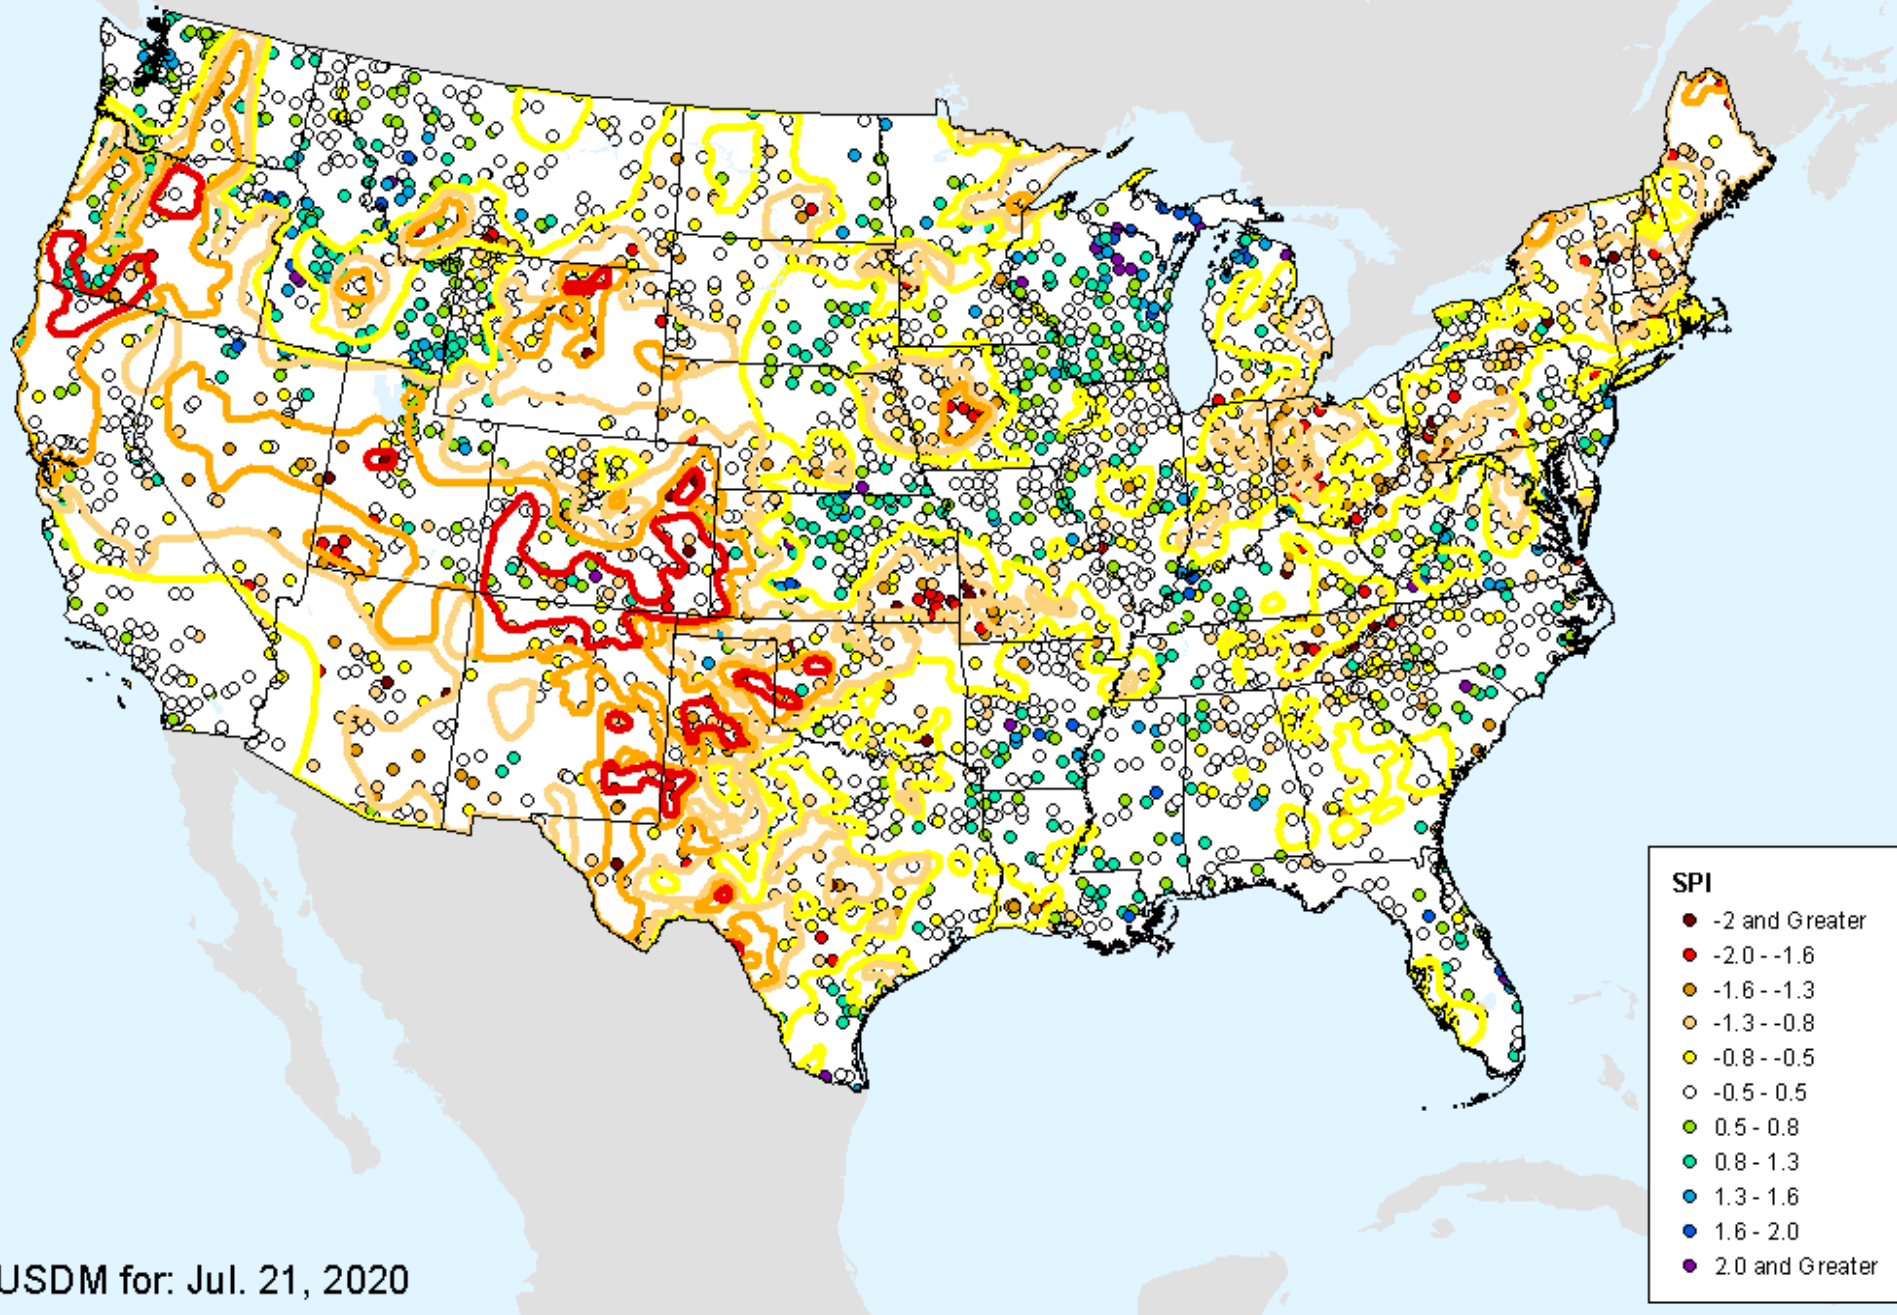 SPI
-2 and Greater
-2.0 - -1.6
-1.6 - -1.3
-1.3 - -0.8
-0.8 - -0.5
-0.5 - 0.5
0.5 - 0.8
0.8 - 1.3
1.3 - 1.6
1.6 - 2.0
2.0 and Greater
USDM for: Jul. 21, 2020